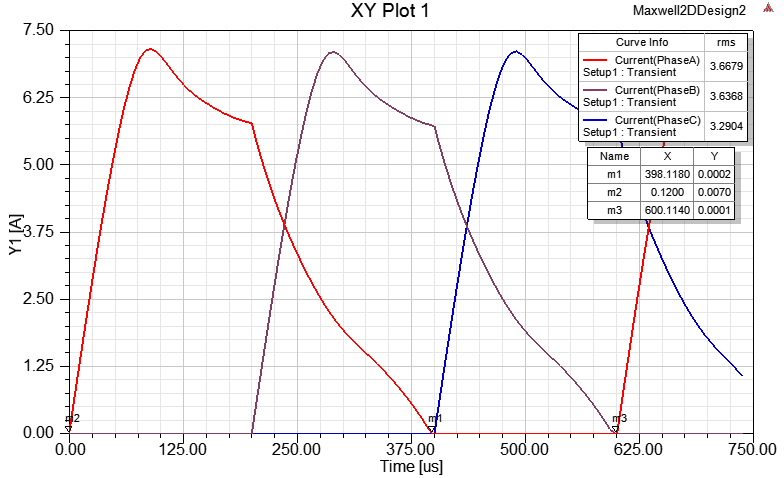 XY Plot 1
Maxwell2DDesign2
Curve Info rms
Current(PhaseA)
Setup1 : Transient
3.6679
Current(PhaseB)
Setup1 : Transient
3.6368
Current(PhaseC)
Setup1 : Transient
3.2904
Name X Y
m1 398.1180 0.0002
m2 0.1200 0.0070
m3 600.1140 0.0001
Y1 [A]
7.50
6.25
5.00
3.75
2.50
1.25
0.00
m2
m1
m3
0.00 125.00 250.00 375.00 500.00 625.00 750.00
Time [us]